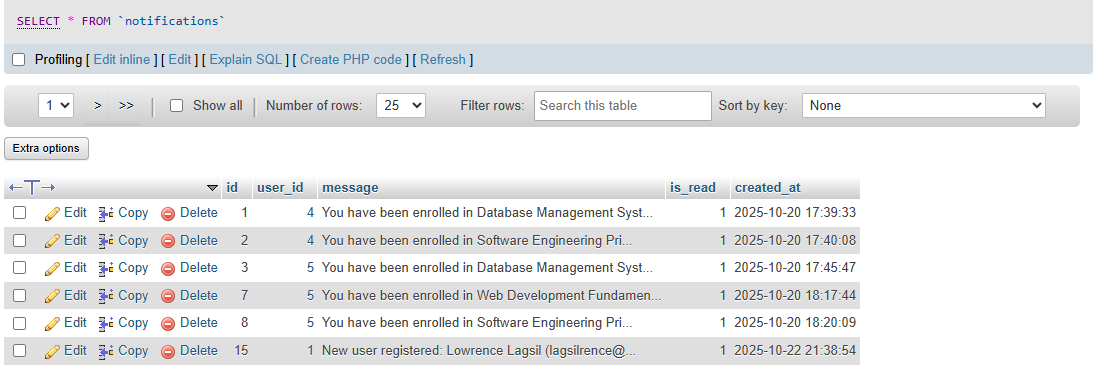 SELECT * FROM `notifications`
Profiling [ Edit inline ] [ Edit ] [ Explain SQL ] [ Create PHP code ] [ Refresh ]
1 > >> Show all Number of rows: 25 Filter rows: Search this table Sort by key: None
Extra options
id user_id message is_read created_at
Edit Copy Delete 1 4 You have been enrolled in Database Management Syst... 1 2025-10-20 17:39:33
Edit Copy Delete 2 4 You have been enrolled in Software Engineering Pri... 1 2025-10-20 17:40:08
Edit Copy Delete 3 5 You have been enrolled in Database Management Syst... 1 2025-10-20 17:45:47
Edit Copy Delete 7 5 You have been enrolled in Web Development Fundamen... 1 2025-10-20 18:17:44
Edit Copy Delete 8 5 You have been enrolled in Software Engineering Pri... 1 2025-10-20 18:20:09
Edit Copy Delete 15 1 New user registered: Lowrence Lagsil (lagsilrence@... 1 2025-10-22 21:38:54